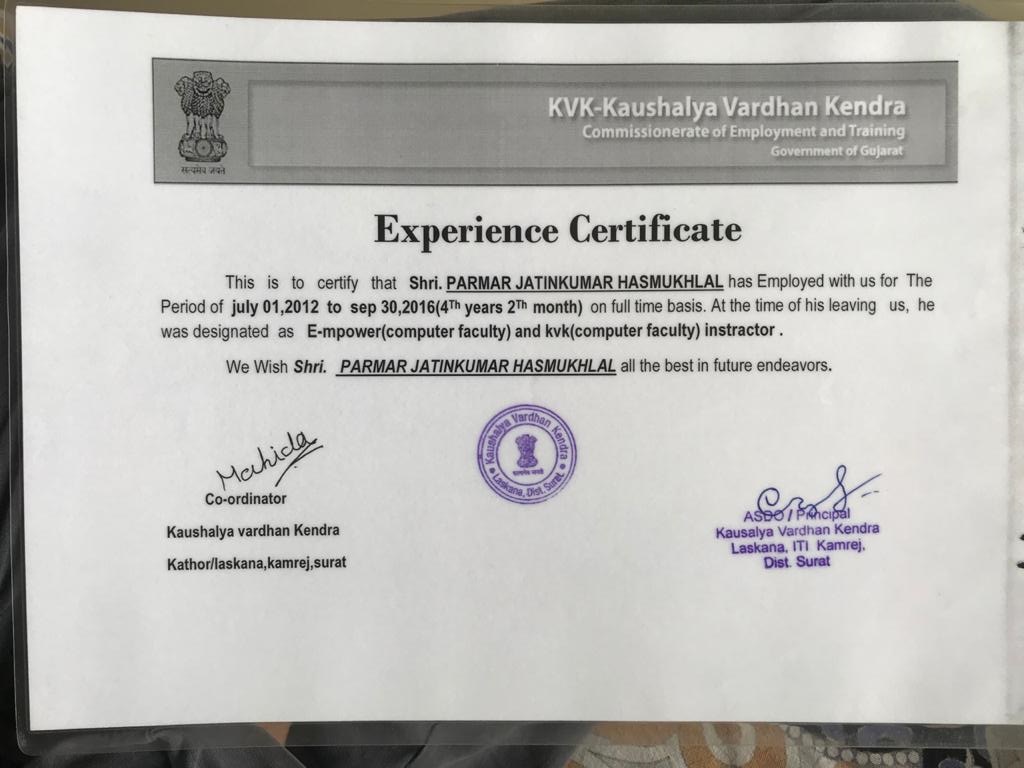 KVK-Kaushalya Vardhan Kendra
Commissionerate of Employment and Training
Government of Gujarat
सत्यमेव जयते
Experience Certificate
This is to certify that Shri. PARMAR JATINKUMAR HASMUKHLAL has Employed with us for The
Period of july 01,2012 to sep 30,2016(4Th years 2Th month) on full time basis. At the time of his leaving us, he
was designated as E-mpower(computer faculty) and kvk(computer faculty) instractor .
We Wish Shri. PARMAR JATINKUMAR HASMUKHLAL all the best in future endeavors.
Mahida
Co-ordinator
Kaushalya vardhan Kendra
Kathor/laskana,kamrej,surat
Kaushalya Vardhan Kendra
सत्यमेव जयते
Laskana, Dist. Surat.
ASDO / Principal
Kausalya Vardhan Kendra
Laskana, ITI Kamrej,
Dist. Surat